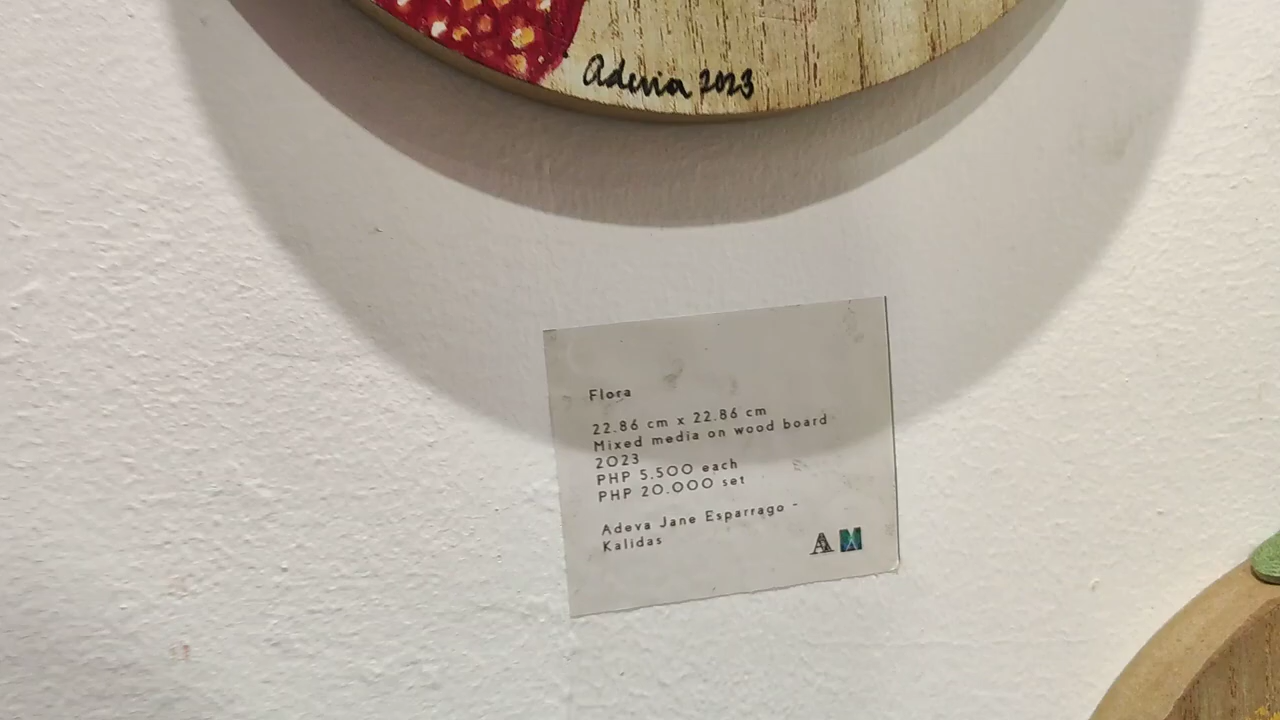 Adeva 2023
Flora
22.86 cm x 22.86 cm
Mixed media on wood board
2023
PHP 5.500 each
PHP 20.000 set
Adeva Jane Esparrago -
Kalidas
A M